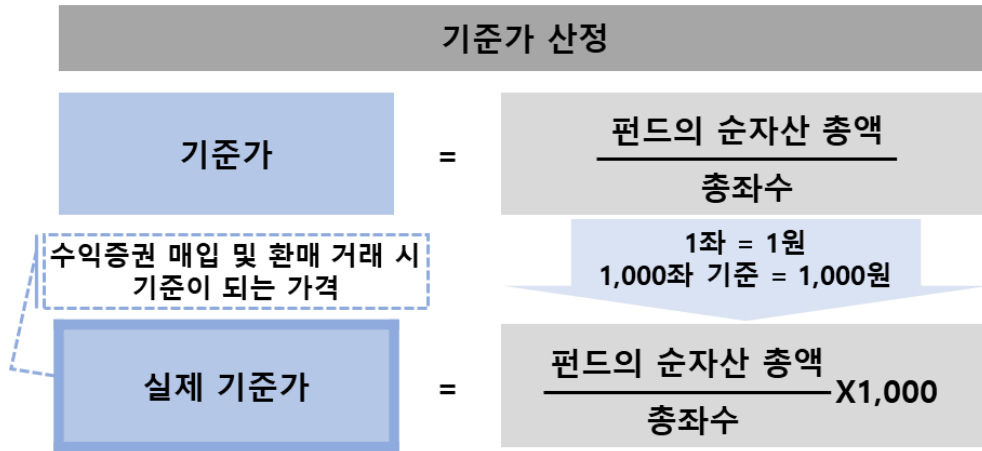 기준가 산정
기준가
=
펀드의 순자산 총액
총좌수
수익증권 매입 및 환매 거래 시
기준이 되는 가격
1좌 = 1원
1,000좌 기준 = 1,000원
실제 기준가
=
펀드의 순자산 총액
총좌수
X1,000